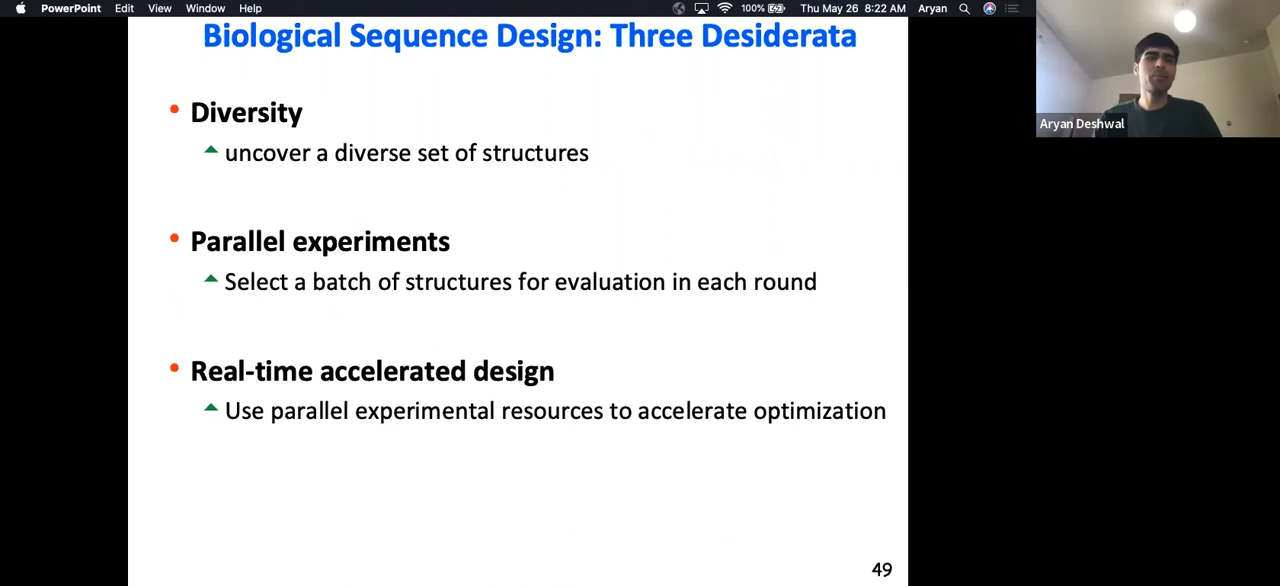 PowerPoint Edit View Window Help 100% Thu May 26 8:22 AM Aryan
Biological Sequence Design: Three Desiderata
Aryan Deshwal
• Diversity
uncover a diverse set of structures
• Parallel experiments
Select a batch of structures for evaluation in each round
• Real-time accelerated design
Use parallel experimental resources to accelerate optimization
49